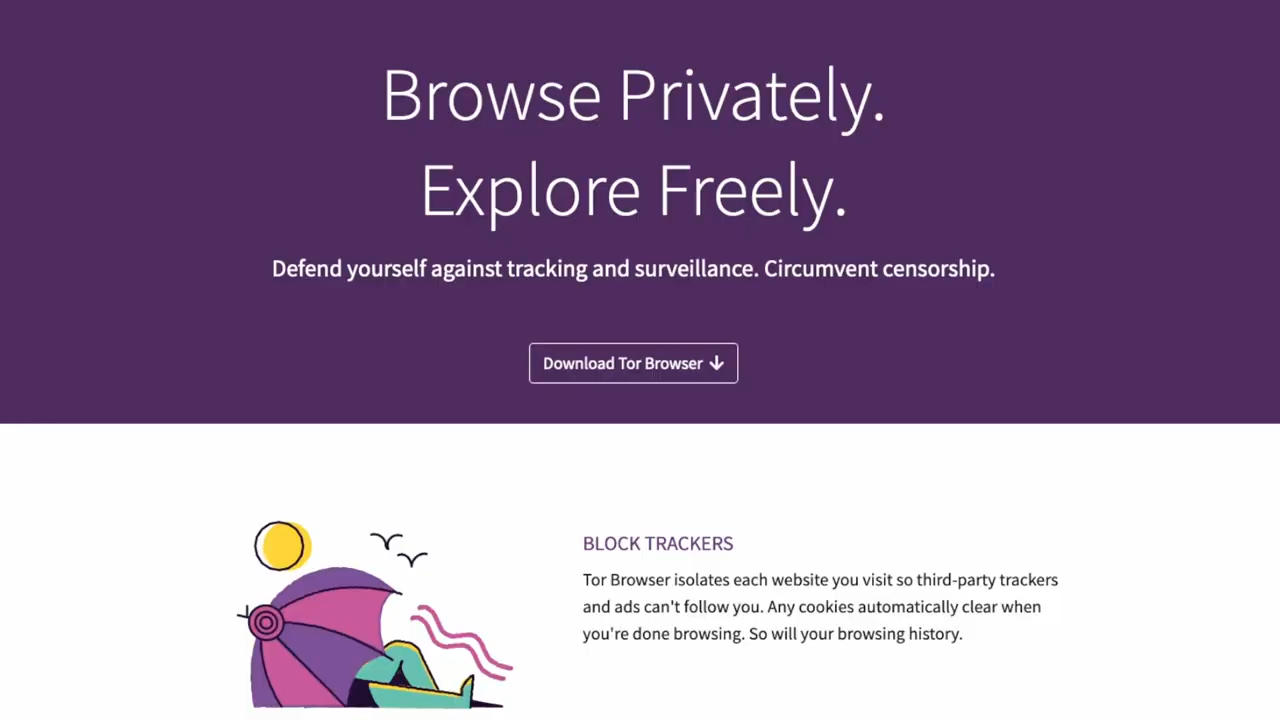 Browse Privately.
Explore Freely.
Defend yourself against tracking and surveillance. Circumvent censorship.
Download Tor Browser
BLOCK TRACKERS
Tor Browser isolates each website you visit so third-party trackers
and ads can't follow you. Any cookies automatically clear when
you're done browsing. So will your browsing history.